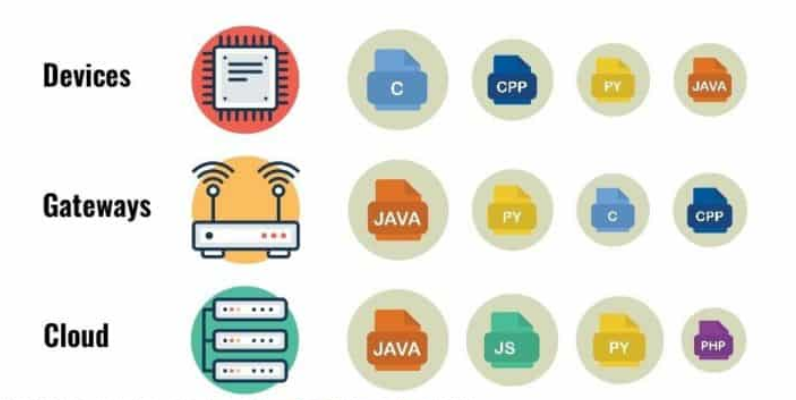 Devices C CPP PY JAVA
Gateways JAVA PY C CPP
Cloud JAVA JS PY PHP